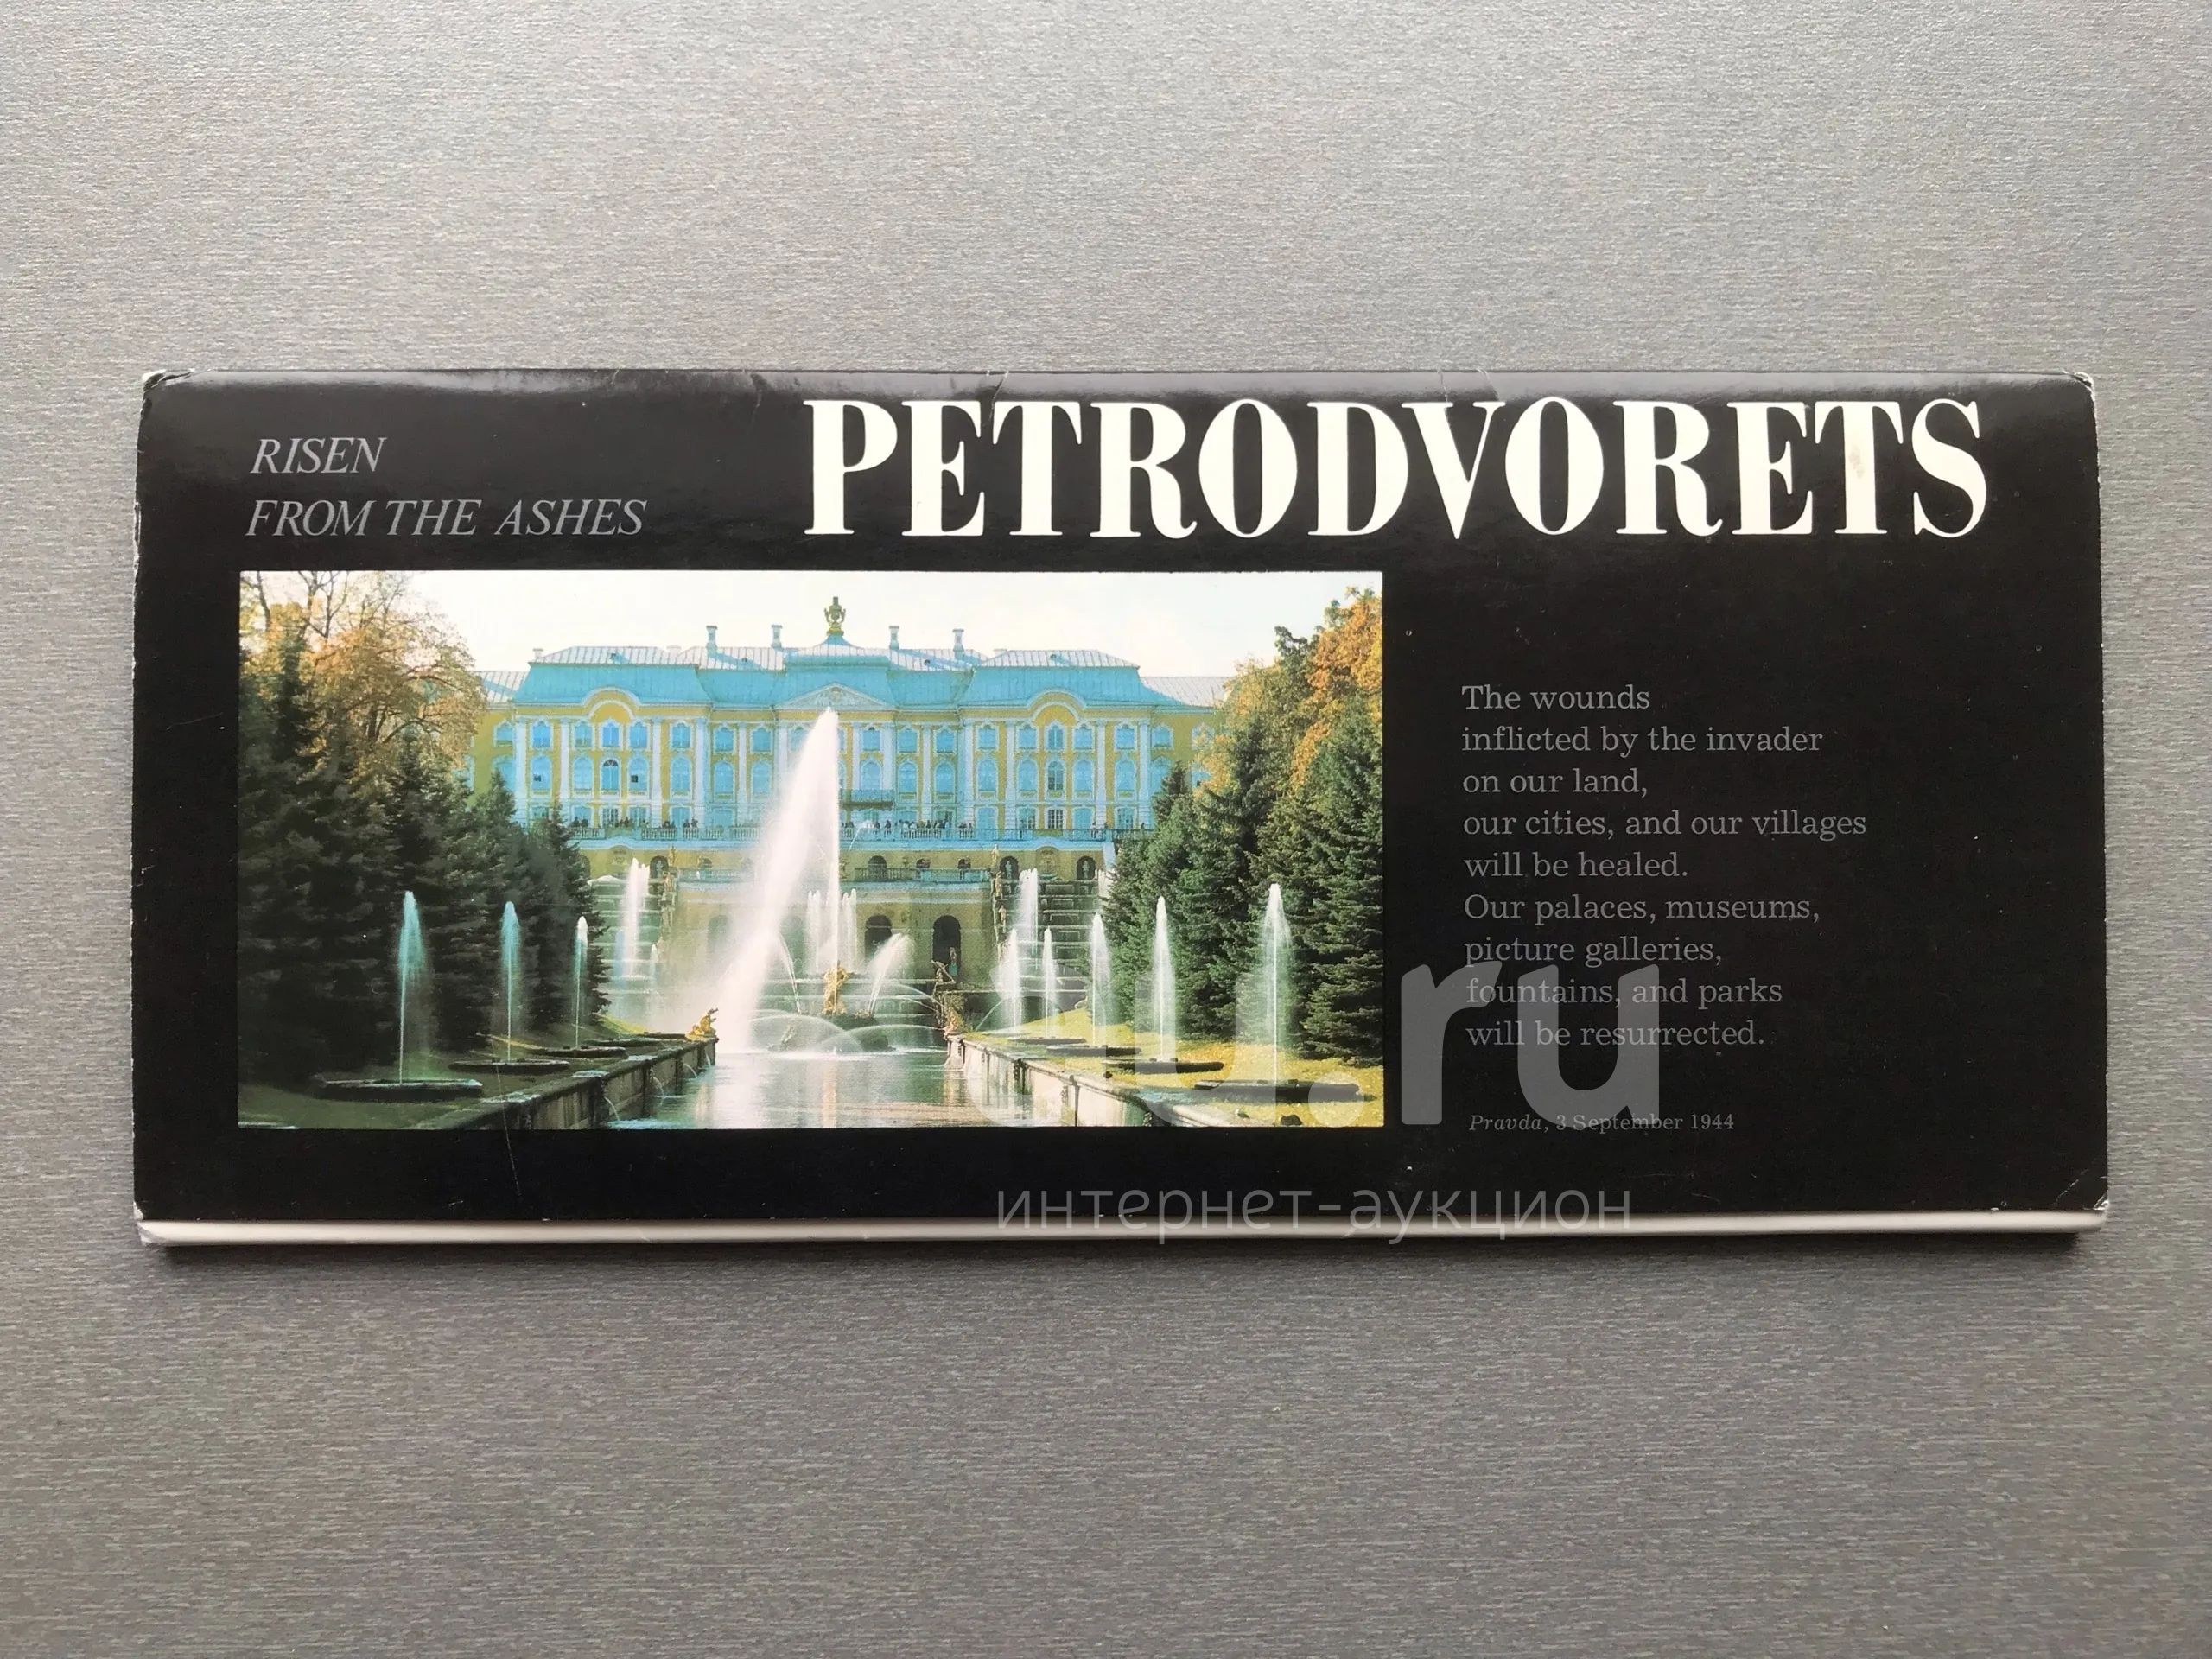 RISEN
FROM THE ASHES
PETRODVORETS
The wounds
inflicted by the invader
on our land,
our cities, and our villages
will be healed.
Our palaces, museums,
picture galleries,
fountains, and parks
will be resurrected.
Pravda, 3 September 1944
au.ru
интернет-аукцион